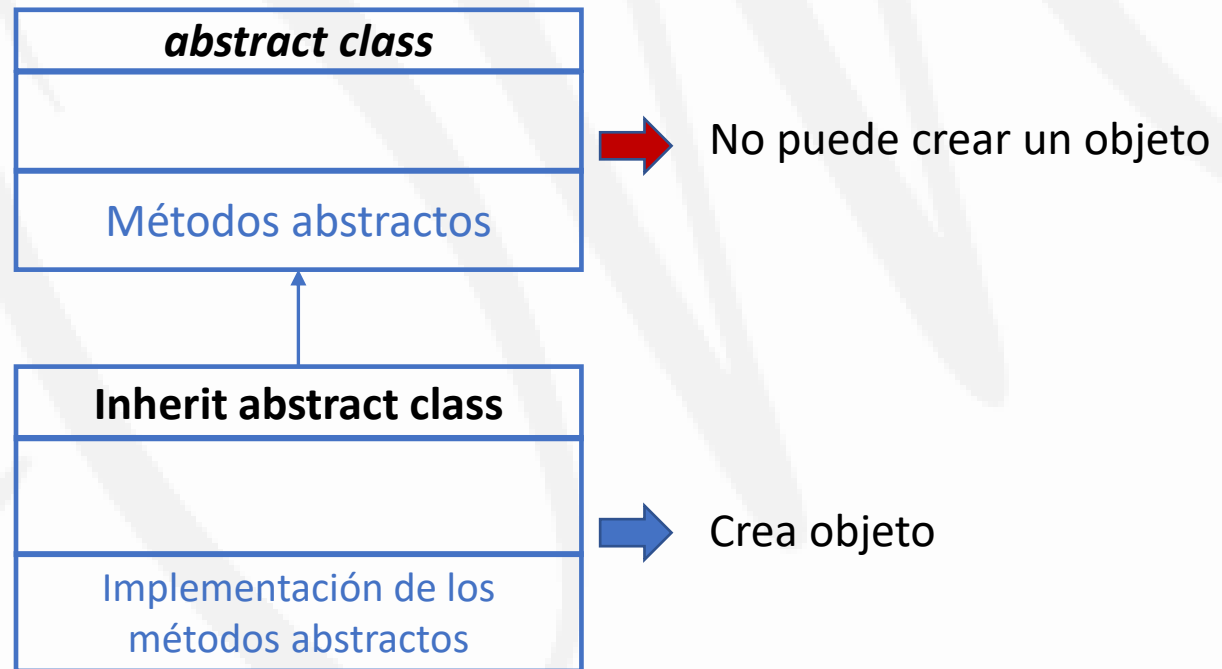 abstract class
No puede crear un objeto
Métodos abstractos
Inherit abstract class
Crea objeto
Implementación de los
métodos abstractos